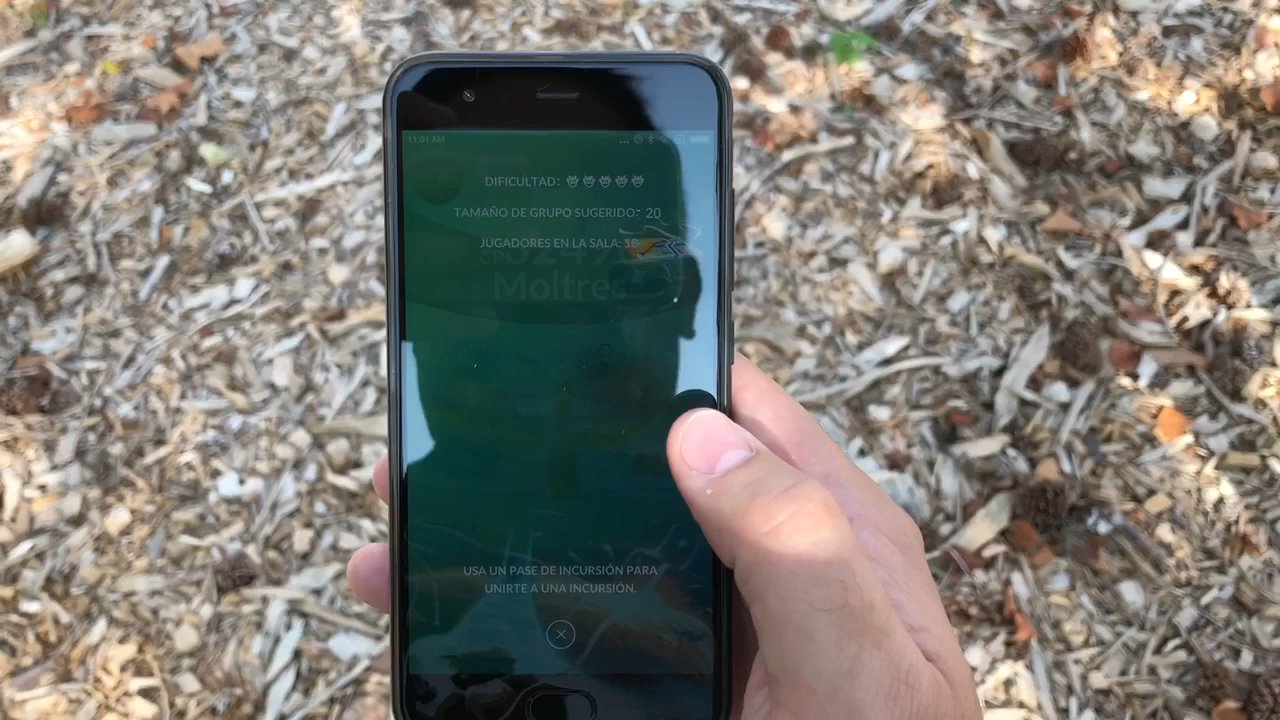 11:01 AM
DIFICULTAD:
TAMAÑO DE GRUPO SUGERIDO: 20
JUGADORES EN LA SALA: 16
CP
Moltres
USA UN PASE DE INCURSIÓN PARA
UNIRTE A UNA INCURSIÓN.